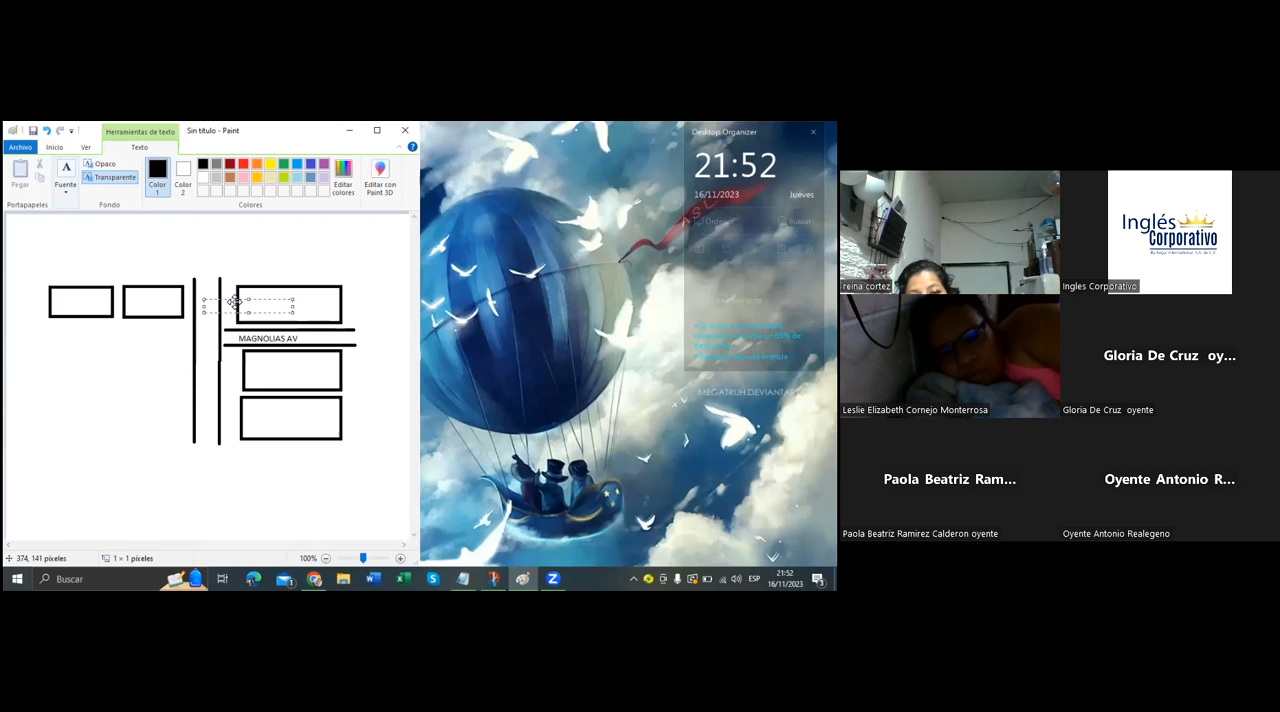 Herramientas de texto
Sin título - Paint
Archivo
Inicio
Ver
Texto
Pegar
Fuente
Opaco
Transparente
Color 1
Color 2
Editar colores
Editar con Paint 3D
Portapapeles
Fondo
Colores
MAGNOLIAS AV
374, 141 píxeles
1 × 1 píxeles
100%
Desktop Organizer
21:52
16/11/2023
Jueves
Buscar
MEGATRUH.DEVIANTAR
Buscar
ESP
21:52
16/11/2023
3
reina cortez
Inglés
Corporativo
Ingles Corporativo
Leslie Elizabeth Cornejo Monterrosa
Gloria De Cruz oy...
Gloria De Cruz oyente
Paola Beatriz Ram...
Paola Beatriz Ramirez Calderon oyente
Oyente Antonio R...
Oyente Antonio Realegeno